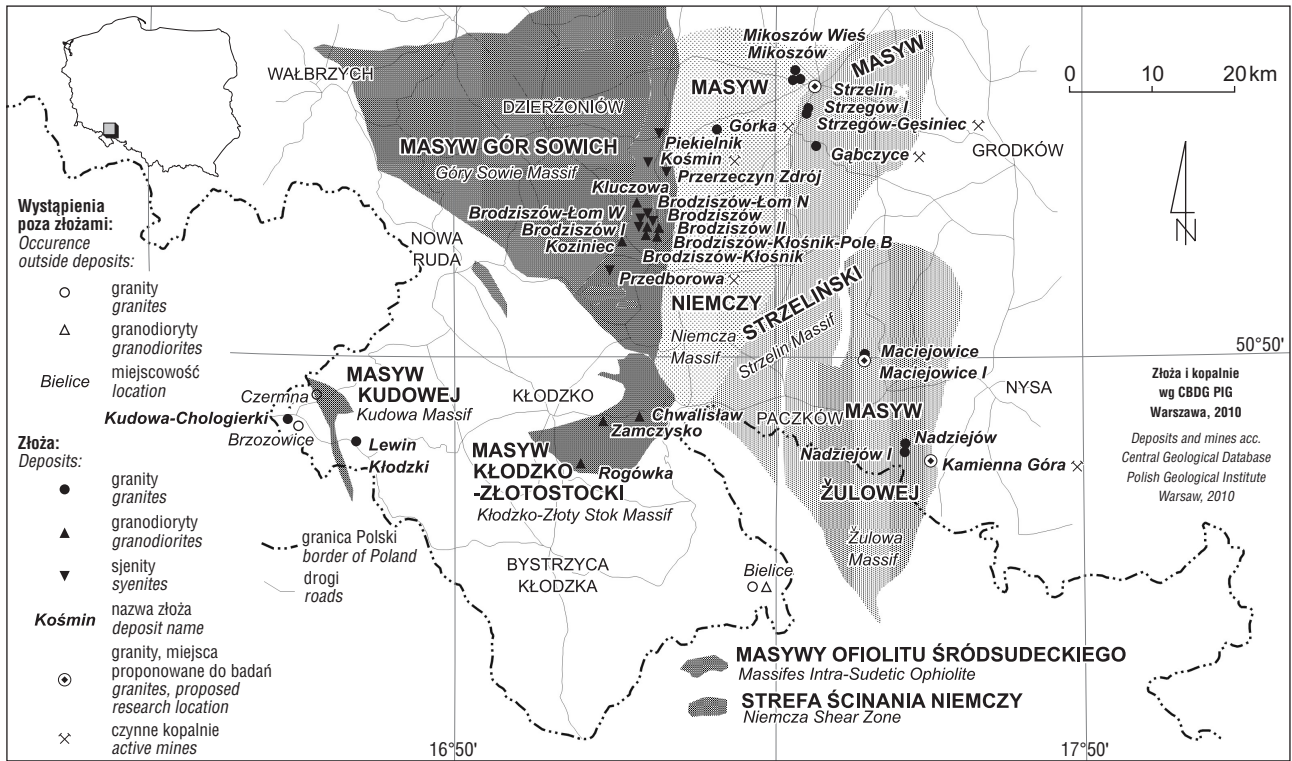 WAŁBRZYCH
DZIERŻONIÓW
MASYW GÓR SOWICH
Góry Sowie Massif
Mikoszów Wieś
Mikoszów
MASYW
MASYW
Strzelin
Strzegów I
Strzegów-Gęsiniec
Górka
Gąbczyce
GRODKÓW
0 10 20 km
N
Piekielnik
Kośmin
Przerzeczyn Zdrój
Kluczowa
Brodziszów-Łom N
Brodziszów-Łom W
Brodziszów
Brodziszów I
Brodziszów II
Koziniec
Brodziszów-Kłośnik-Pole B
Brodziszów-Kłośnik
Przedborowa
NOWA
RUDA
NIEMCZY
Niemcza
Massif
STRZELIŃSKI
Strzelin Massif
50°50'
Maciejowice
Maciejowice I
NYSA
MASYW
KUDOWEJ
Kudowa Massif
Czermna
Kudowa-Chologierki
Brzozowice
Lewin
Kłodzki
KŁODZKO
Chwalisław
Zamczysko
MASYW
KŁODZKO
-ZŁOTOSTOCKI
Kłodzko-Złoty Stok Massif
Rogówka
PACZKÓW
MASYW
Nadziejów
Nadziejów I
Kamienna Góra
ŽULOWEJ
Žulowa
Massif
BYSTRZYCA
KŁODZKA
Bielice
Złoża i kopalnie
wg CBDG PIG
Warszawa, 2010
Deposits and mines acc.
Central Geological Database
Polish Geological Institute
Warsaw, 2010
Wystąpienia
poza złożami:
Occurence
outside deposits:
granity
granites
granodioryty
granodiorites
Bielice
miejscowość
location
Złoża:
Deposits:
granity
granites
granodioryty
granodiorites
sjenity
syenites
Kośmin
nazwa złoża
deposit name
granity, miejsca
proponowane do badań
granites, proposed
research location
czynne kopalnie
active mines
granica Polski
border of Poland
drogi
roads
MASYWY OFIOLITU ŚRÓDSUDECKIEGO
Massifes Intra-Sudetic Ophiolite
STREFA ŚCINANIA NIEMCZY
Niemcza Shear Zone
16°50'
17°50'